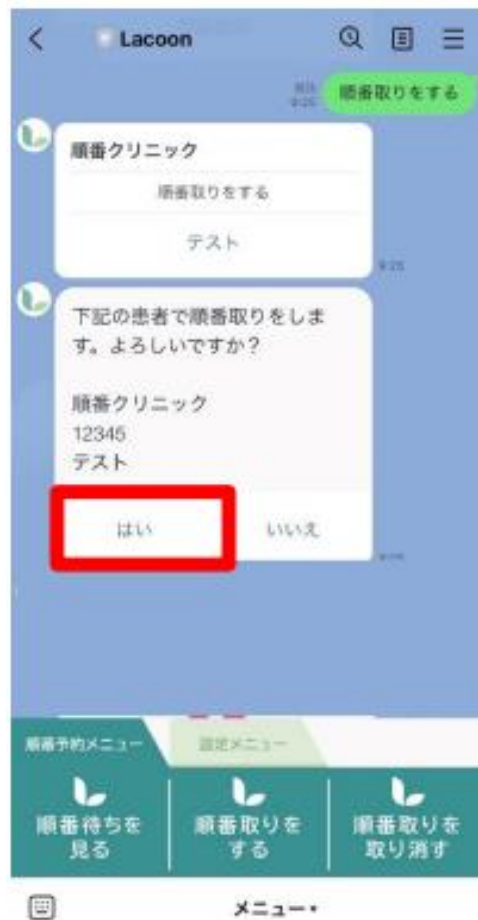 Lacoon
順番取りをする
順番クリニック
順番取りをする
テスト
9:25
下記の患者で順番取りをしま
す。よろしいですか？
順番クリニック
12345
テスト
はい
いいえ
順番予約メニュー
設定メニュー
順番待ちを
見る
順番取りを
する
順番取りを
取り消す
メニュー